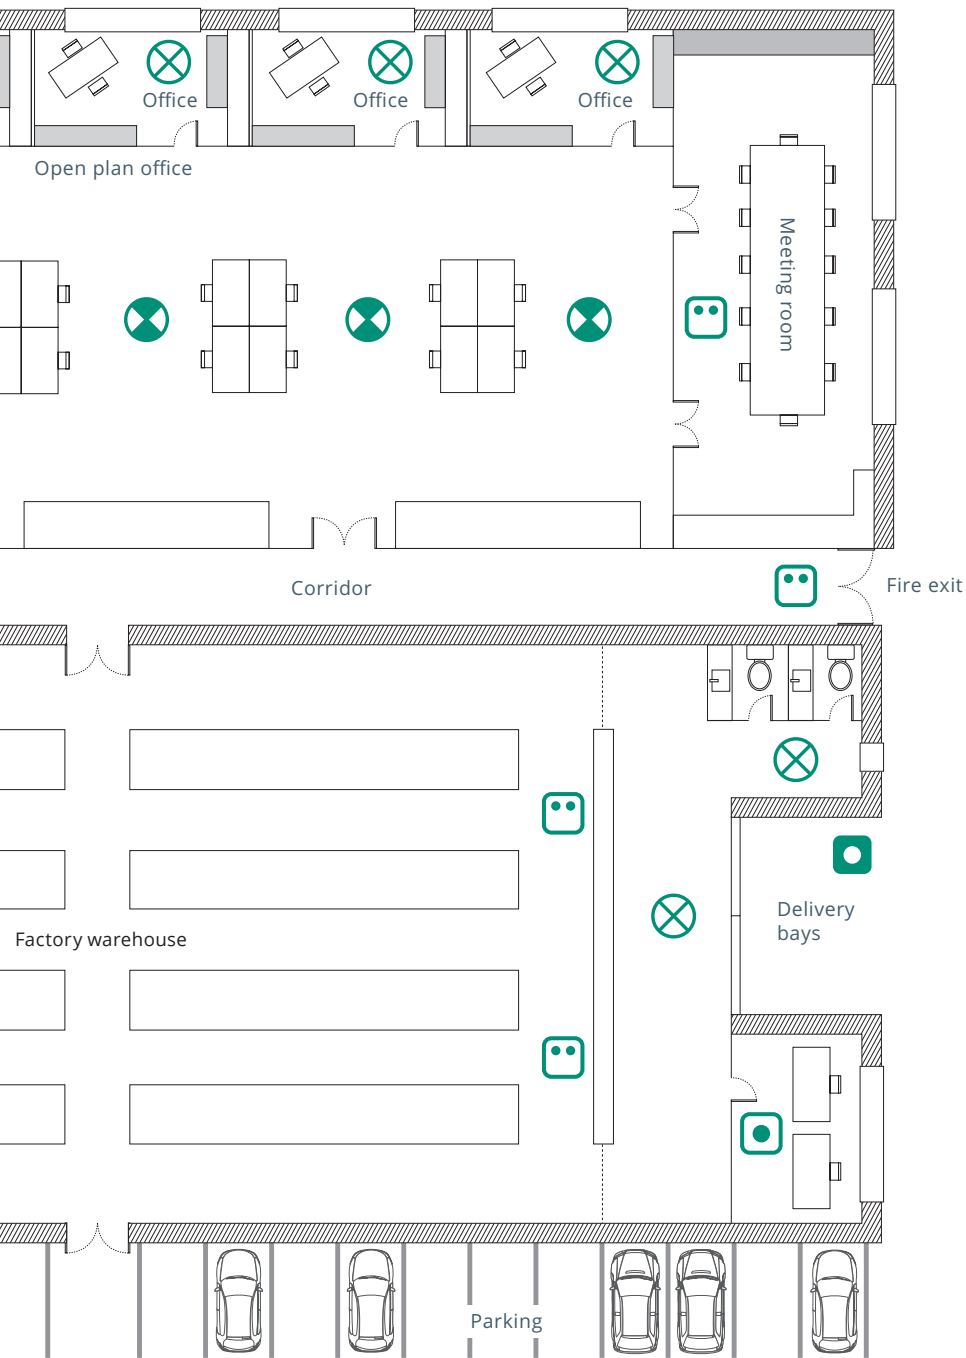 Office
Office
Office
Open plan office
Meeting room
Corridor
Fire exit
Factory warehouse
Delivery
bays
Parking